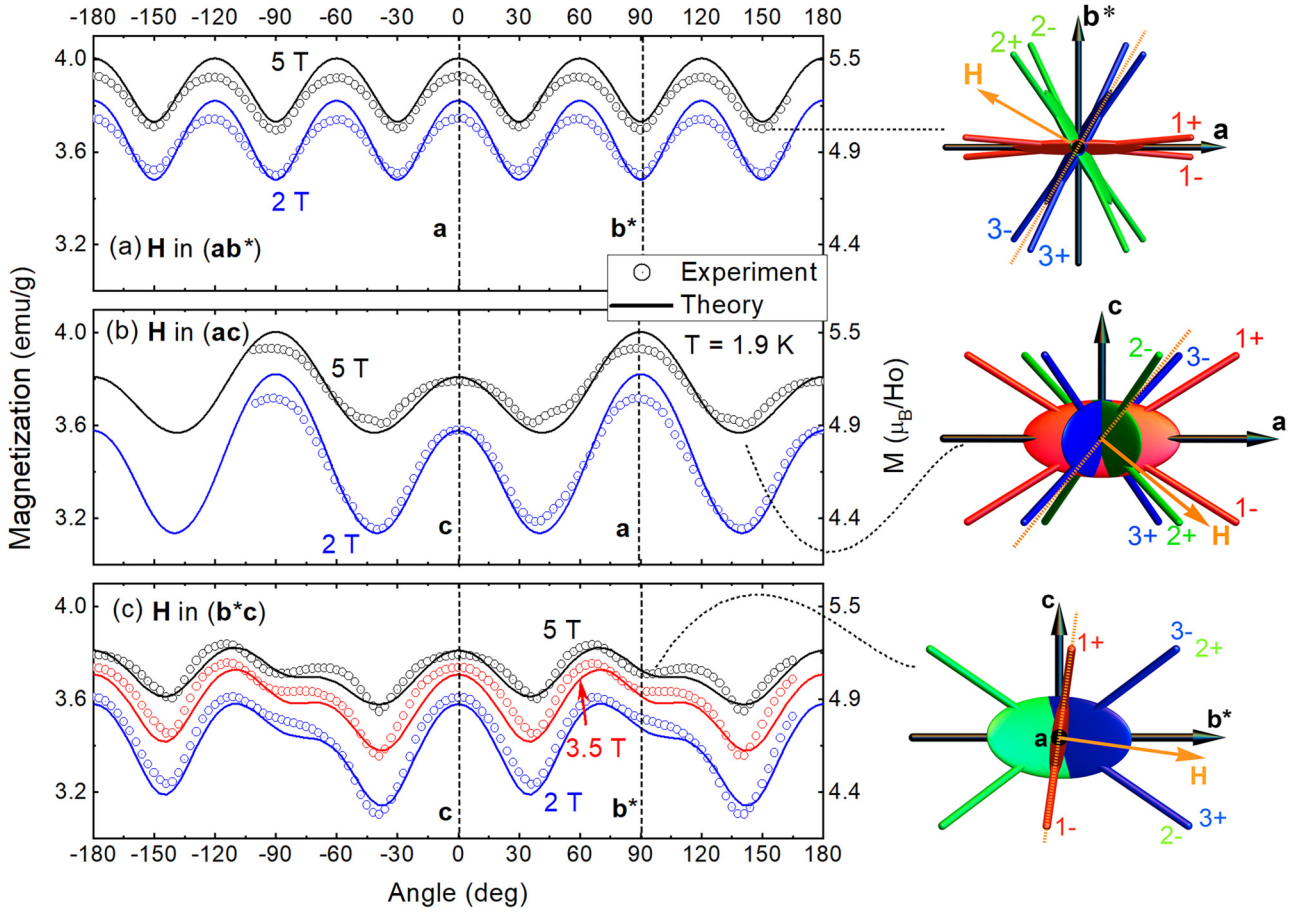 -180 -150 -120 -90 -60 -30 0 30 60 90 120 150 180
4.0
3.6
3.2
5 T
2 T
a
b*
(a) H in (ab*)
5.5
4.9
4.4
b*
2-
2+
3+
3-
H
1+
a
1-
3-
3+
Experiment
Theory
4.0
3.6
3.2
(b) H in (ac)
5 T
T = 1.9 K
2 T
c
a
5.5
4.9
4.4
c
2-
3-
1+
a
3+
2+
H
1-
4.0
3.6
3.2
(c) H in (b*c)
5 T
3.5 T
2 T
c
b*
5.5
4.9
4.4
c
1+
3-
2+
a
b*
H
1-
3+
2-
-180 -150 -120 -90 -60 -30 0 30 60 90 120 150 180
Angle (deg)
Magnetization (emu/g)
M (μB/Ho)